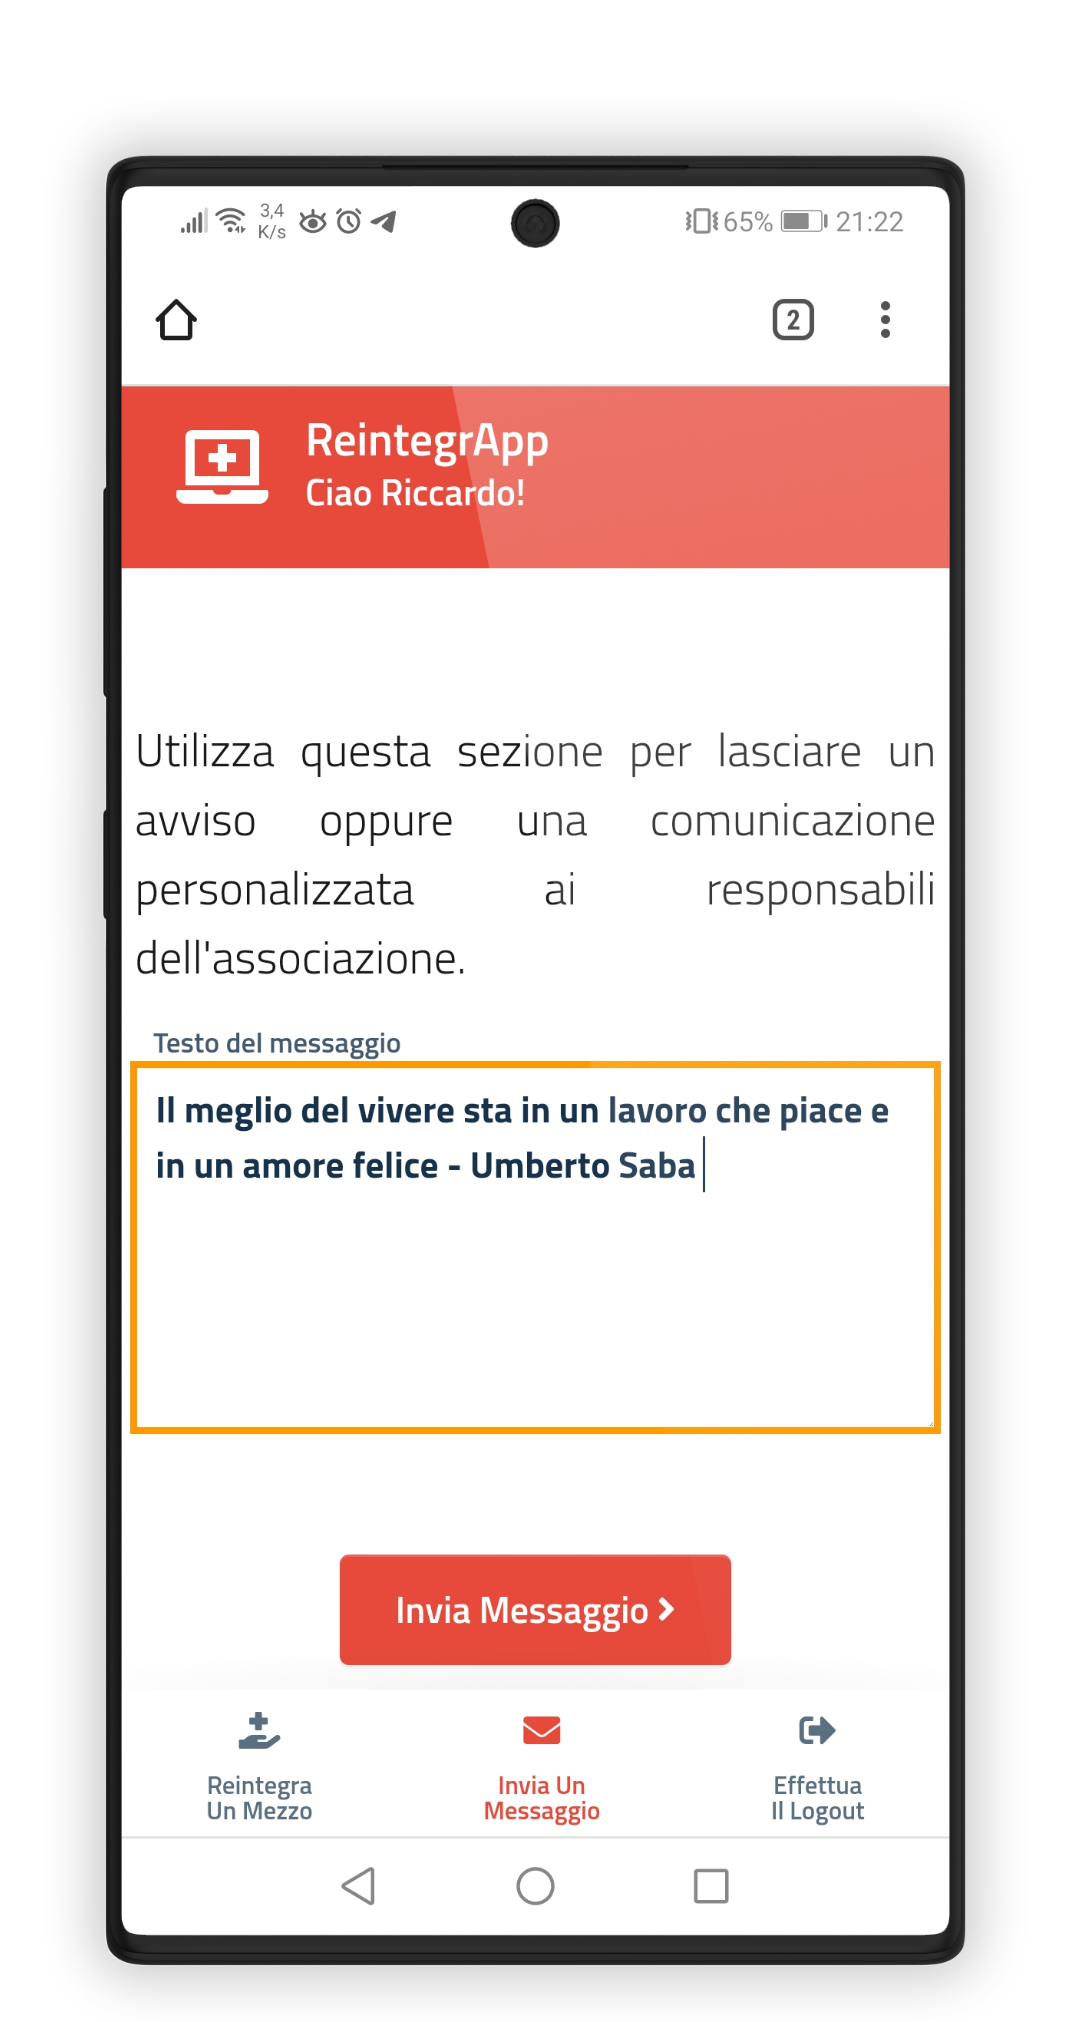 3,4
K/s
65%
21:22
2
ReintegrApp
Ciao Riccardo!
Utilizza questa sezione per lasciare un
avviso oppure una comunicazione
personalizzata ai responsabili
dell'associazione.
Testo del messaggio
Il meglio del vivere sta in un lavoro che piace e
in un amore felice - Umberto Saba
Invia Messaggio
Reintegra
Un Mezzo
Invia Un
Messaggio
Effettua
Il Logout